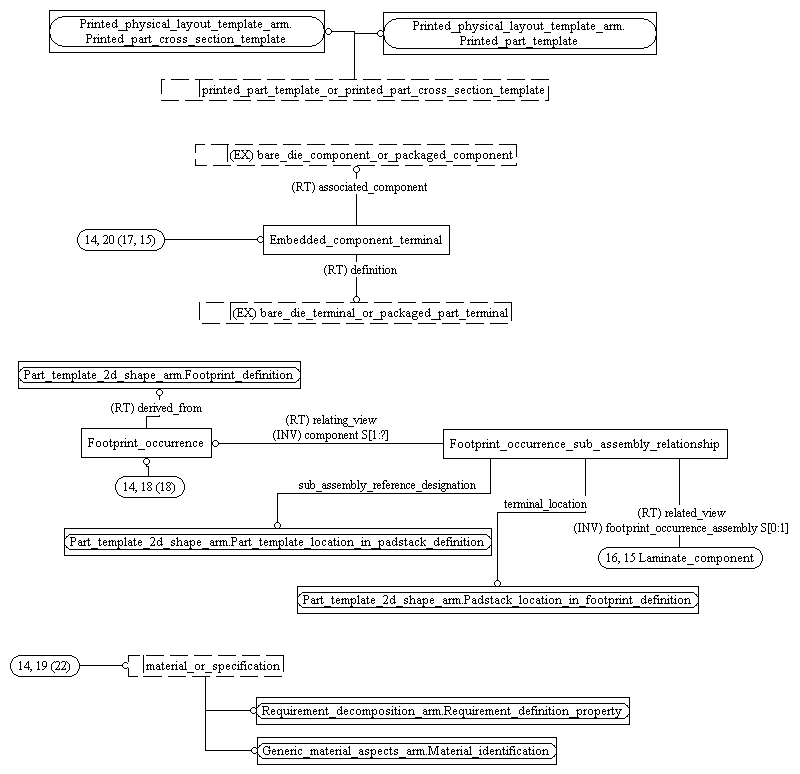 Printed_physical_layout_template_arm.
Printed_part_cross_section_template
Printed_physical_layout_template_arm.
Printed_part_template
printed_part_template_or_printed_part_cross_section_template
(EX) bare_die_component_or_packaged_component
(RT) associated_component
14, 20 (17, 15)
Embedded_component_terminal
(RT) definition
(EX) bare_die_terminal_or_packaged_part_terminal
Part_template_2d_shape_arm.Footprint_definition
(RT) derived_from
(RT) relating_view
(INV) component S[1:?]
Footprint_occurrence
Footprint_occurrence_sub_assembly_relationship
14, 18 (18)
sub_assembly_reference_designation
terminal_location
(RT) related_view
(INV) footprint_occurrence_assembly S[0:1]
Part_template_2d_shape_arm.Part_template_location_in_padstack_definition
16, 15 Laminate_component
Part_template_2d_shape_arm.Padstack_location_in_footprint_definition
14, 19 (22)
material_or_specification
Requirement_decomposition_arm.Requirement_definition_property
Generic_material_aspects_arm.Material_identification